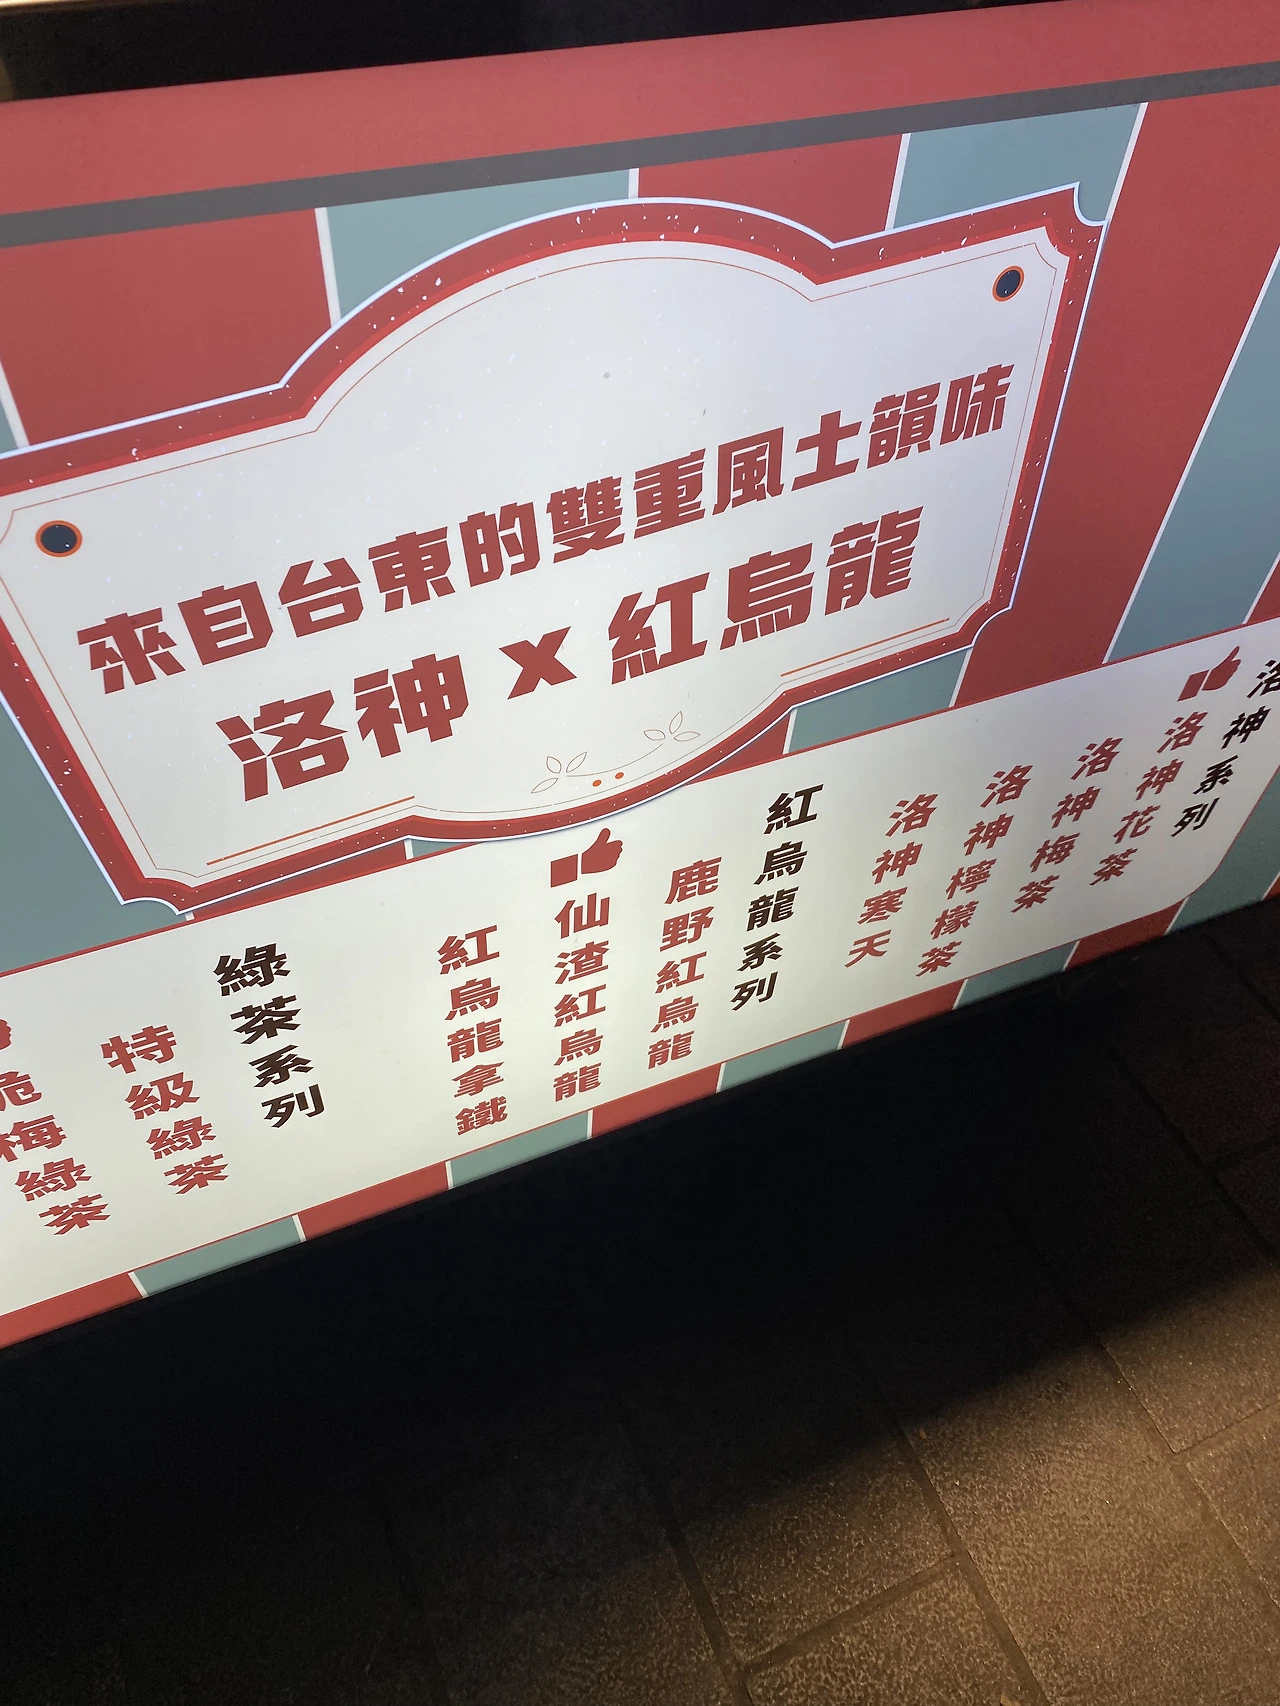 來自台東的雙重風土韻味
洛神 x 紅烏龍
洛神系列
洛神花茶
洛神梅茶
洛神檸檬茶
洛神寒天
紅烏龍系列
鹿野紅烏龍
仙渣紅烏龍
紅烏龍拿鐵
綠茶系列
特級綠茶
脆梅綠茶